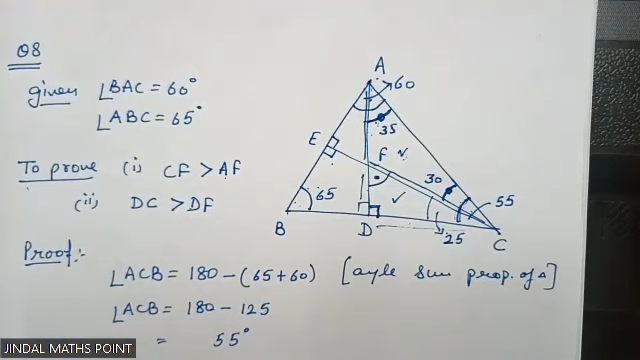 Q8
given ∠BAC = 60°
∠ABC = 65°
To prove (i) CF > AF
(ii) DC > DF
Proof:-
∠ACB = 180 - (65+60) [angle sum prop. of Δ]
∠ACB = 180 - 125
= 55°
A
60
35
E
F
30
65
55
25
B
D
C
JINDAL MATHS POINT